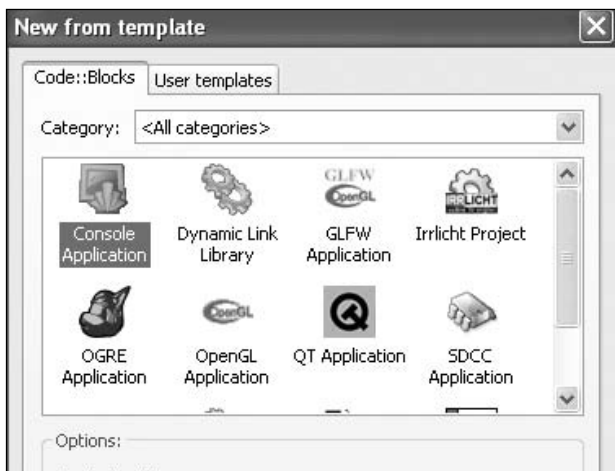 New from template
Code::Blocks User templates
Category: <All categories>
GLFW
OpenGL
IRRLICHT
Console Application
Dynamic Link Library
GLFW Application
Irrlicht Project
OpenGL
OGRE Application
OpenGL Application
QT Application
SDCC Application
Options: